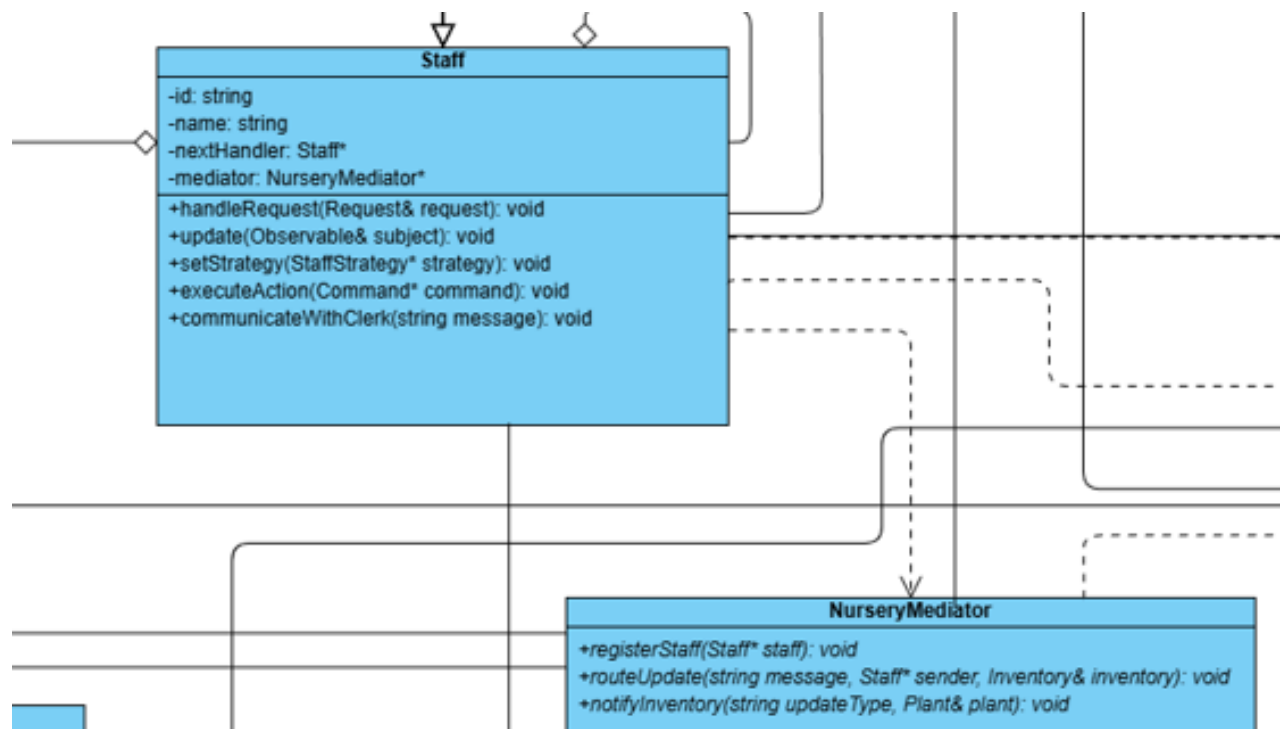 Staff
-id: string
-name: string
-nextHandler: Staff*
-mediator: NurseryMediator*
+handleRequest(Request& request): void
+update(Observable& subject): void
+setStrategy(StaffStrategy* strategy): void
+executeAction(Command* command): void
+communicateWithClerk(string message): void
NurseryMediator
+registerStaff(Staff* staff): void
+routeUpdate(string message, Staff* sender, Inventory& inventory): void
+notifyInventory(string updateType, Plant& plant): void